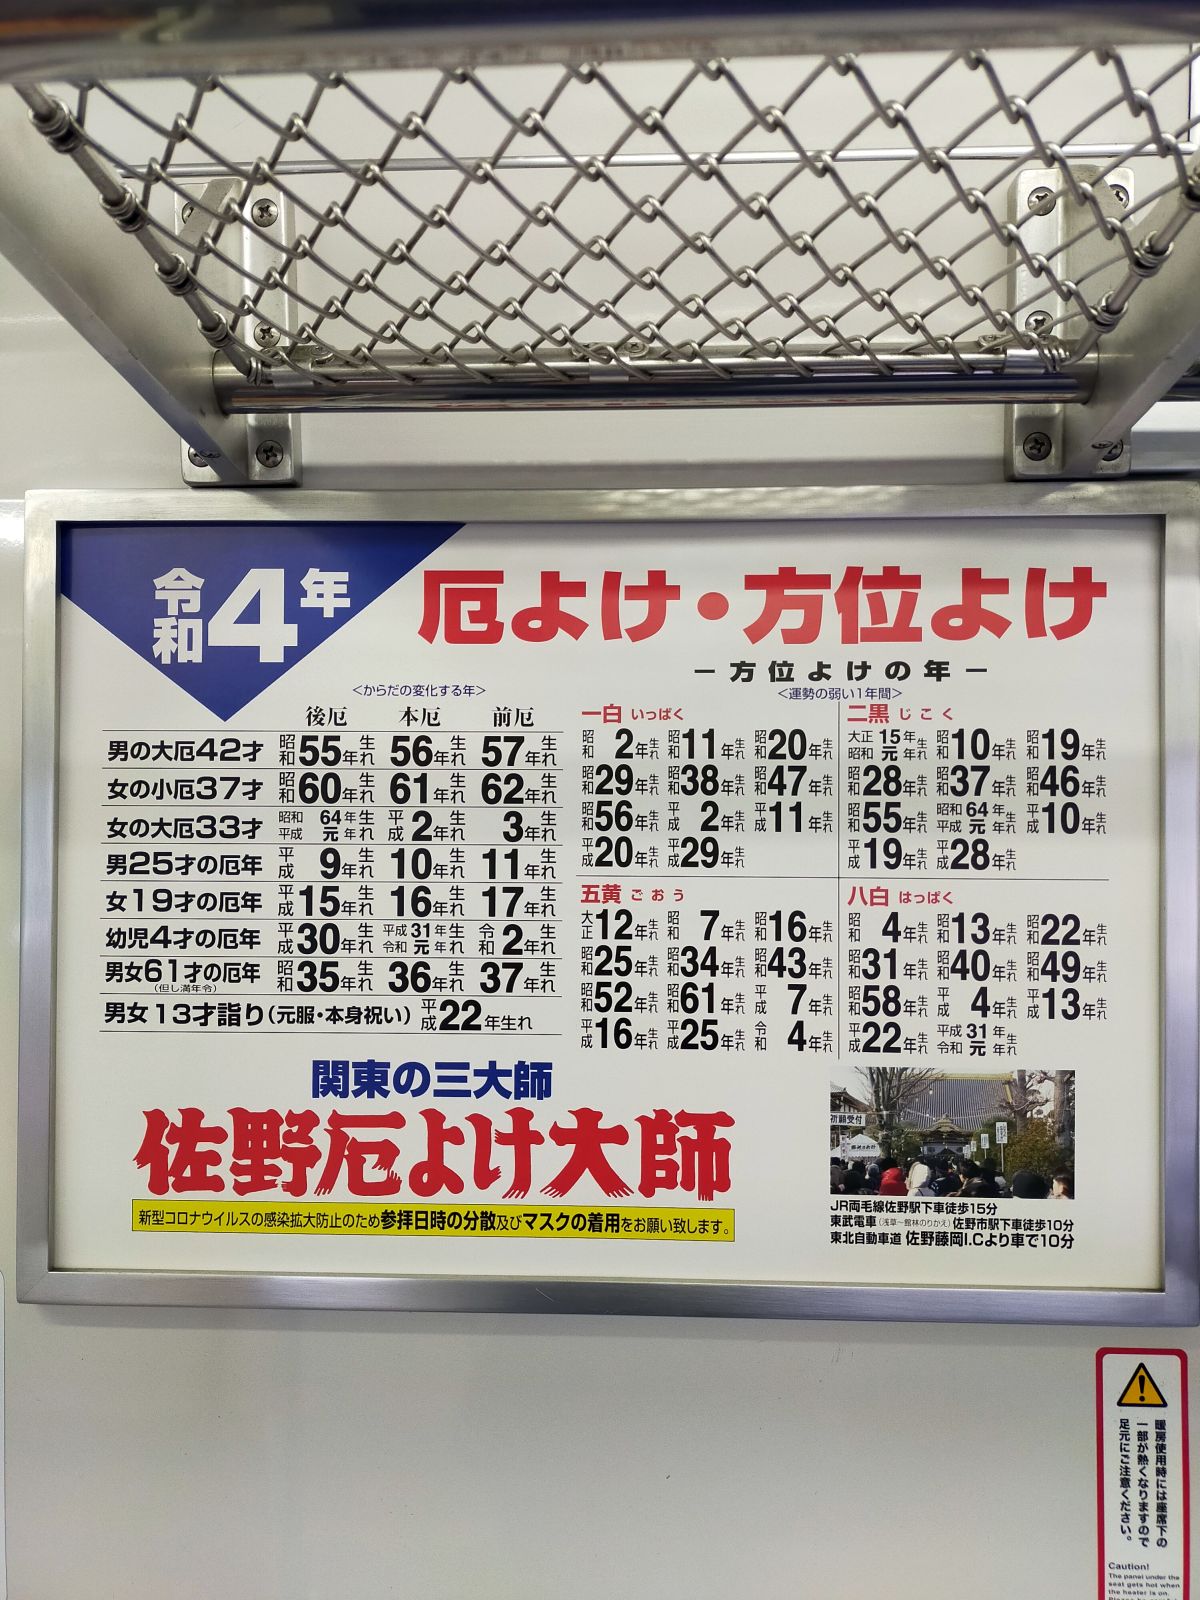 令和4年
厄よけ・方位よけ
－方位よけの年－
＜からだの変化する年＞
後厄 本厄 前厄
男の大厄42才 昭和55年生れ 56年生れ 57年生れ
女の小厄37才 昭和60年生れ 61年生れ 62年生れ
女の大厄33才 昭和64年生れ 平成元年生れ 平成2年生れ 3年生れ
男25才の厄年 平成9年生れ 10年生れ 11年生れ
女19才の厄年 平成15年生れ 16年生れ 17年生れ
幼児4才の厄年 平成30年生れ 平成31年生れ 令和元年生れ 令和2年生れ
男女61才の厄年 昭和35年生れ 36年生れ 37年生れ
(但し満年令)
男女13才詣り(元服・本身祝い) 平成22年生れ
＜運勢の弱い1年間＞
一白 いっぱく
昭和2年生れ 昭和11年生れ 昭和20年生れ
昭和29年生れ 昭和38年生れ 昭和47年生れ
昭和56年生れ 平成2年生れ 平成11年生れ
平成20年生れ 平成29年生れ
二黒 じこく
大正15年生れ 昭和元年生れ 昭和10年生れ 昭和19年生れ
昭和28年生れ 昭和37年生れ 昭和46年生れ
昭和55年生れ 昭和64年生れ 平成元年生れ 平成10年生れ
平成19年生れ 平成28年生れ
五黄 ごおう
大正12年生れ 昭和7年生れ 昭和16年生れ
昭和25年生れ 昭和34年生れ 昭和43年生れ
昭和52年生れ 昭和61年生れ 平成7年生れ
平成16年生れ 平成25年生れ 令和4年生れ
八白 はっぱく
昭和4年生れ 昭和13年生れ 昭和22年生れ
昭和31年生れ 昭和40年生れ 昭和49年生れ
昭和58年生れ 平成4年生れ 平成13年生れ
平成22年生れ 平成31年生れ 令和元年生れ
関東の三大師
佐野厄よけ大師
新型コロナウイルスの感染拡大防止のため参拝日時の分散及びマスクの着用をお願い致します。
祈願受付
JR両毛線佐野駅下車徒歩15分
東武電車(浅草〜館林のりかえ)佐野市駅下車徒歩10分
東北自動車道 佐野藤岡I.Cより車で10分
暖房使用時には座席下の
一部が熱くなりますので
足元にご注意ください。
Caution!
The panel under the
seat gets hot when
the heater is on.